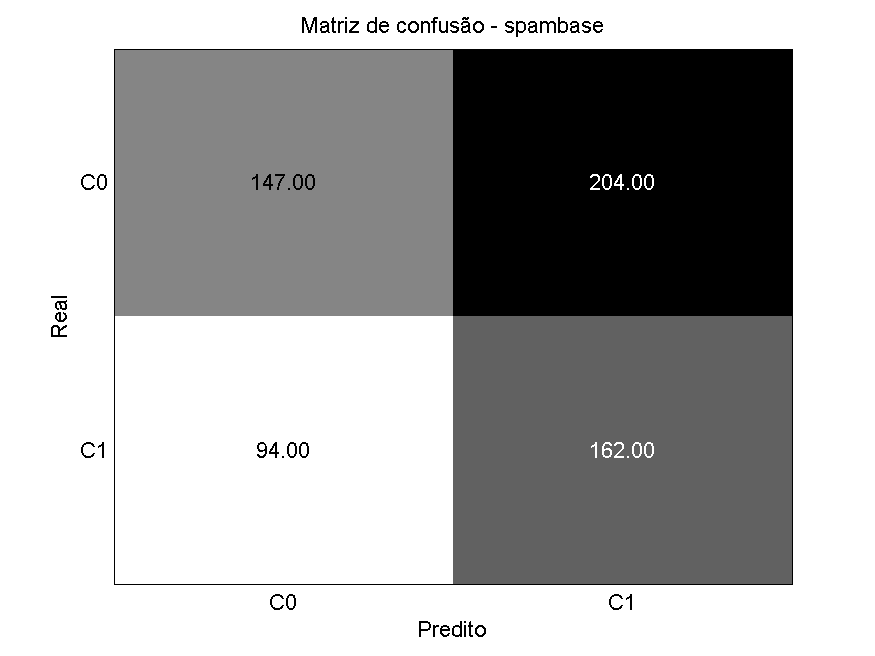 Matriz de confusão - spambase
C0
147.00
204.00
Real
C1
94.00
162.00
C0
C1
Predito